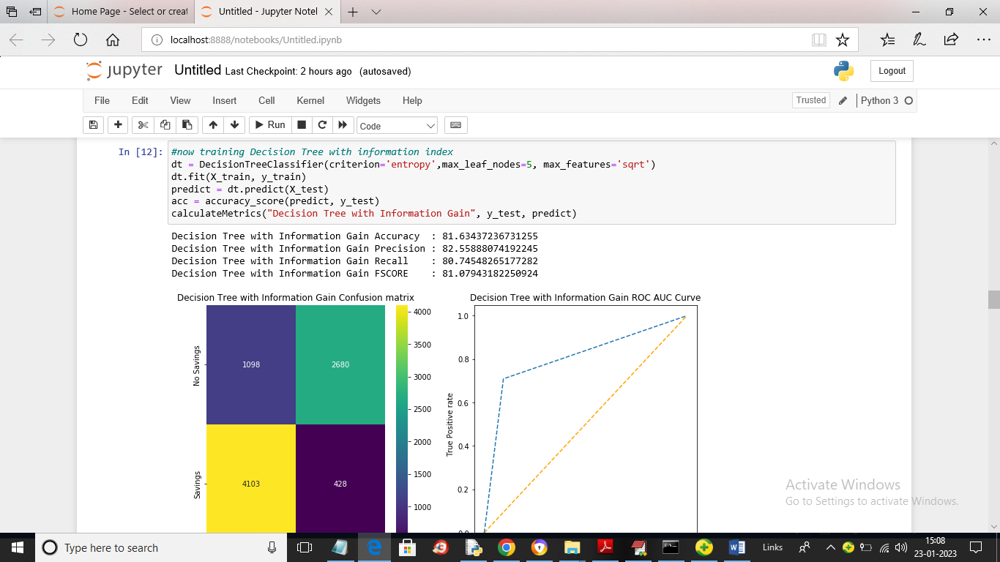 Home Page - Select or creat
Untitled - Jupyter Notel
localhost:8888/notebooks/Untitled.ipynb
jupyter Untitled Last Checkpoint: 2 hours ago (autosaved)
Logout
File Edit View Insert Cell Kernel Widgets Help
Trusted Python 3
Run Code
In [12]: #now training Decision Tree with information index
dt = DecisionTreeClassifier(criterion='entropy',max_leaf_nodes=5, max_features='sqrt')
dt.fit(X_train, y_train)
predict = dt.predict(X_test)
acc = accuracy_score(predict, y_test)
calculateMetrics("Decision Tree with Information Gain", y_test, predict)
Decision Tree with Information Gain Accuracy  : 81.63437236731255
Decision Tree with Information Gain Precision : 82.55888074192245
Decision Tree with Information Gain Recall    : 80.74548265177282
Decision Tree with Information Gain FSCORE    : 81.07943182250924
Decision Tree with Information Gain Confusion matrix
No Savings
Savings
1098 2680
4103 428
4000
3500
3000
2500
2000
1500
1000
Decision Tree with Information Gain ROC AUC Curve
True Positive rate
1.0
0.8
0.6
0.4
0.2
0.0
Activate Windows
Go to Settings to activate Windows.
Type here to search
Links
15:08
23-01-2023